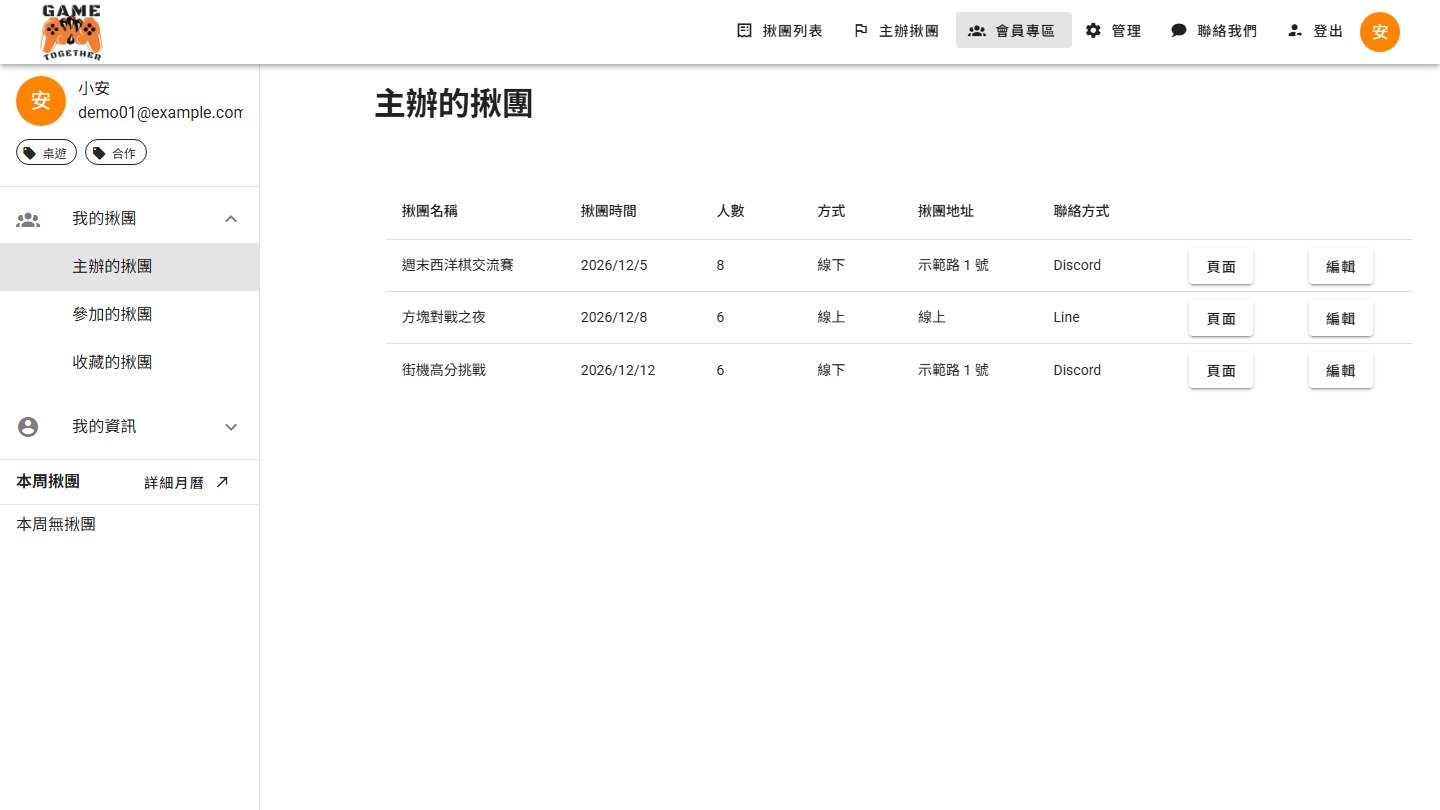 GAME
TOGETHER
揪團列表 主辦揪團 會員專區 管理 聯絡我們 登出 安
安 小安
demo01@example.com
桌遊 合作
我的揪團
主辦的揪團
參加的揪團
收藏的揪團
我的資訊
本周揪團 詳細月曆
本周無揪團
主辦的揪團
揪團名稱 揪團時間 人數 方式 揪團地址 聯絡方式
週末西洋棋交流賽 2026/12/5 8 線下 示範路 1 號 Discord 頁面 編輯
方塊對戰之夜 2026/12/8 6 線上 線上 Line 頁面 編輯
街機高分挑戰 2026/12/12 6 線下 示範路 1 號 Discord 頁面 編輯